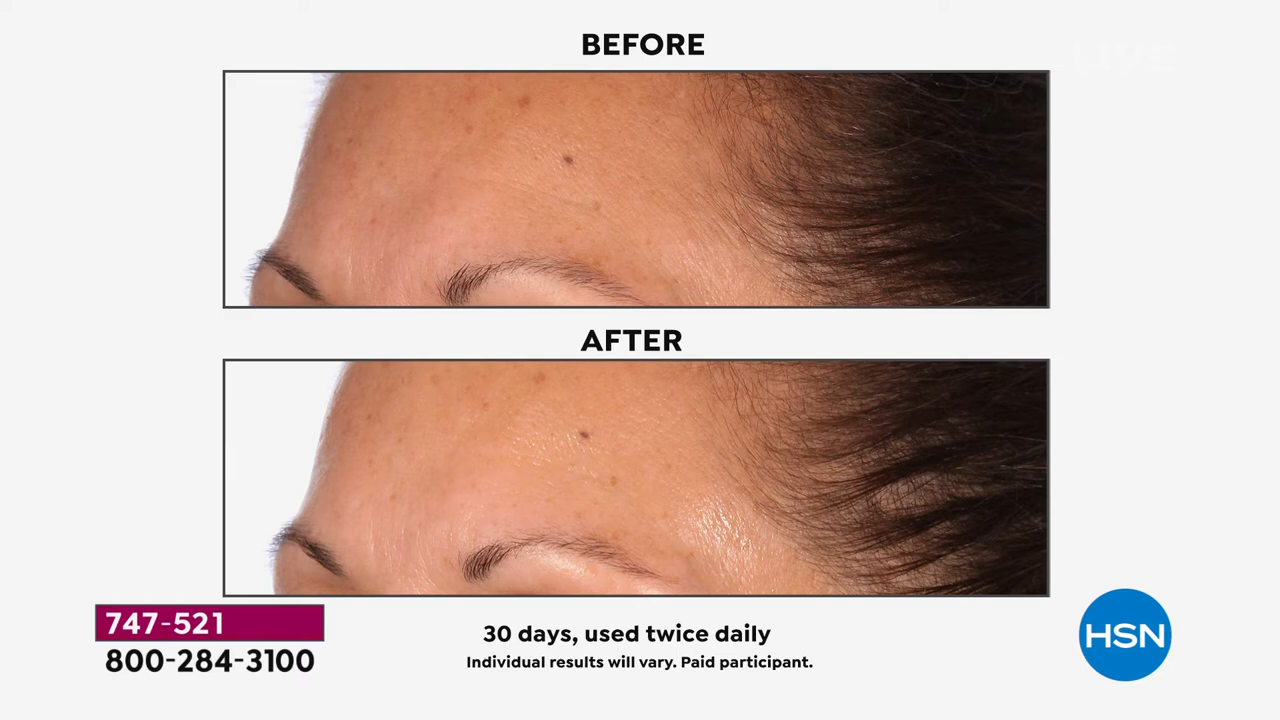 BEFORE
AFTER
747-521
800-284-3100
30 days, used twice daily
Individual results will vary. Paid participant.
HSN